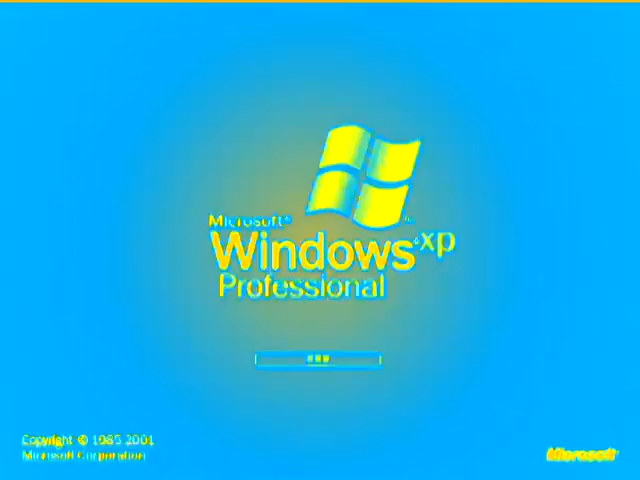 Microsoft®
Windows xp
Professional
Copyright © 1985 2001
Microsoft Corporation
Microsoft